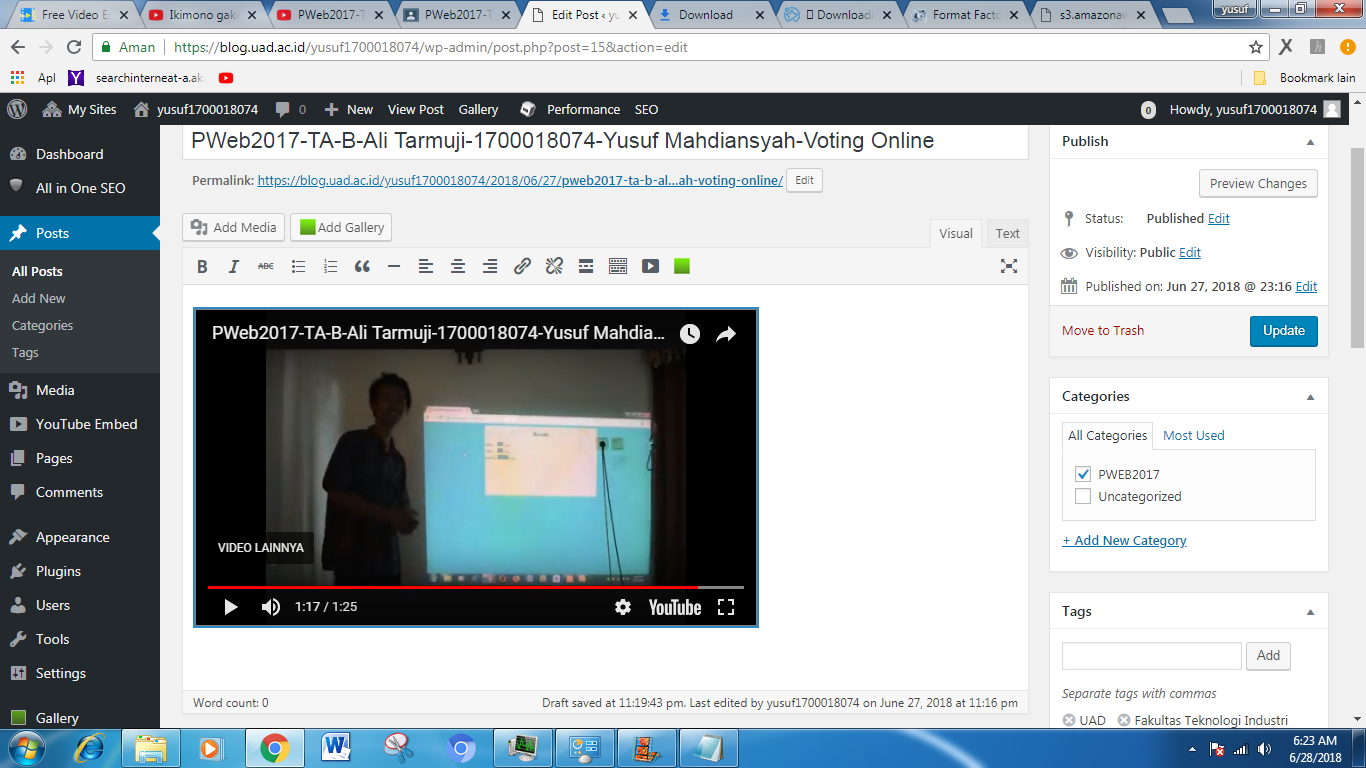 Free Video E
Ikimono gaka
PWeb2017-T
PWeb2017-T
Edit Post ‹ yu
Download
Downloadi
Format Facto
s3.amazonaw
yusuf
Aman
https://blog.uad.ac.id/yusuf1700018074/wp-admin/post.php?post=15&action=edit
Apl
searchinterneat-a.ak
Bookmark lain
My Sites
yusuf1700018074
0
New
View Post
Gallery
Performance
SEO
0
Howdy, yusuf1700018074
Dashboard
All in One SEO
Posts
All Posts
Add New
Categories
Tags
Media
YouTube Embed
Pages
Comments
Appearance
Plugins
Users
Tools
Settings
Gallery
PWeb2017-TA-B-Ali Tarmuji-1700018074-Yusuf Mahdiansyah-Voting Online
Permalink: https://blog.uad.ac.id/yusuf1700018074/2018/06/27/pweb2017-ta-b-al...ah-voting-online/ Edit
Add Media
Add Gallery
Visual
Text
B I ABC
PWeb2017-TA-B-Ali Tarmuji-1700018074-Yusuf Mahdia...
VIDEO LAINNYA
1:17 / 1:25
YouTube
Word count: 0
Draft saved at 11:19:43 pm. Last edited by yusuf1700018074 on June 27, 2018 at 11:16 pm
Publish
Preview Changes
Status: Published Edit
Visibility: Public Edit
Published on: Jun 27, 2018 @ 23:16 Edit
Move to Trash
Update
Categories
All Categories
Most Used
PWEB2017
Uncategorized
+ Add New Category
Tags
Add
Separate tags with commas
UAD
Fakultas Teknologi Industri
6:23 AM
6/28/2018